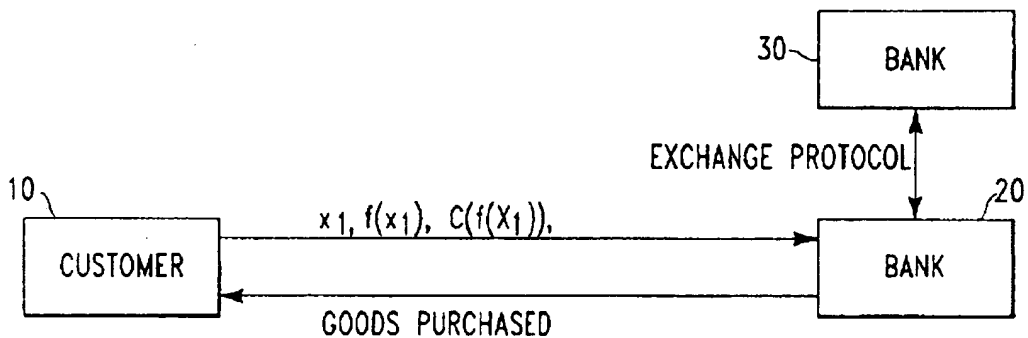 30
BANK
EXCHANGE PROTOCOL
10
20
x1, f(x1), C(f(X1)),
CUSTOMER
BANK
GOODS PURCHASED